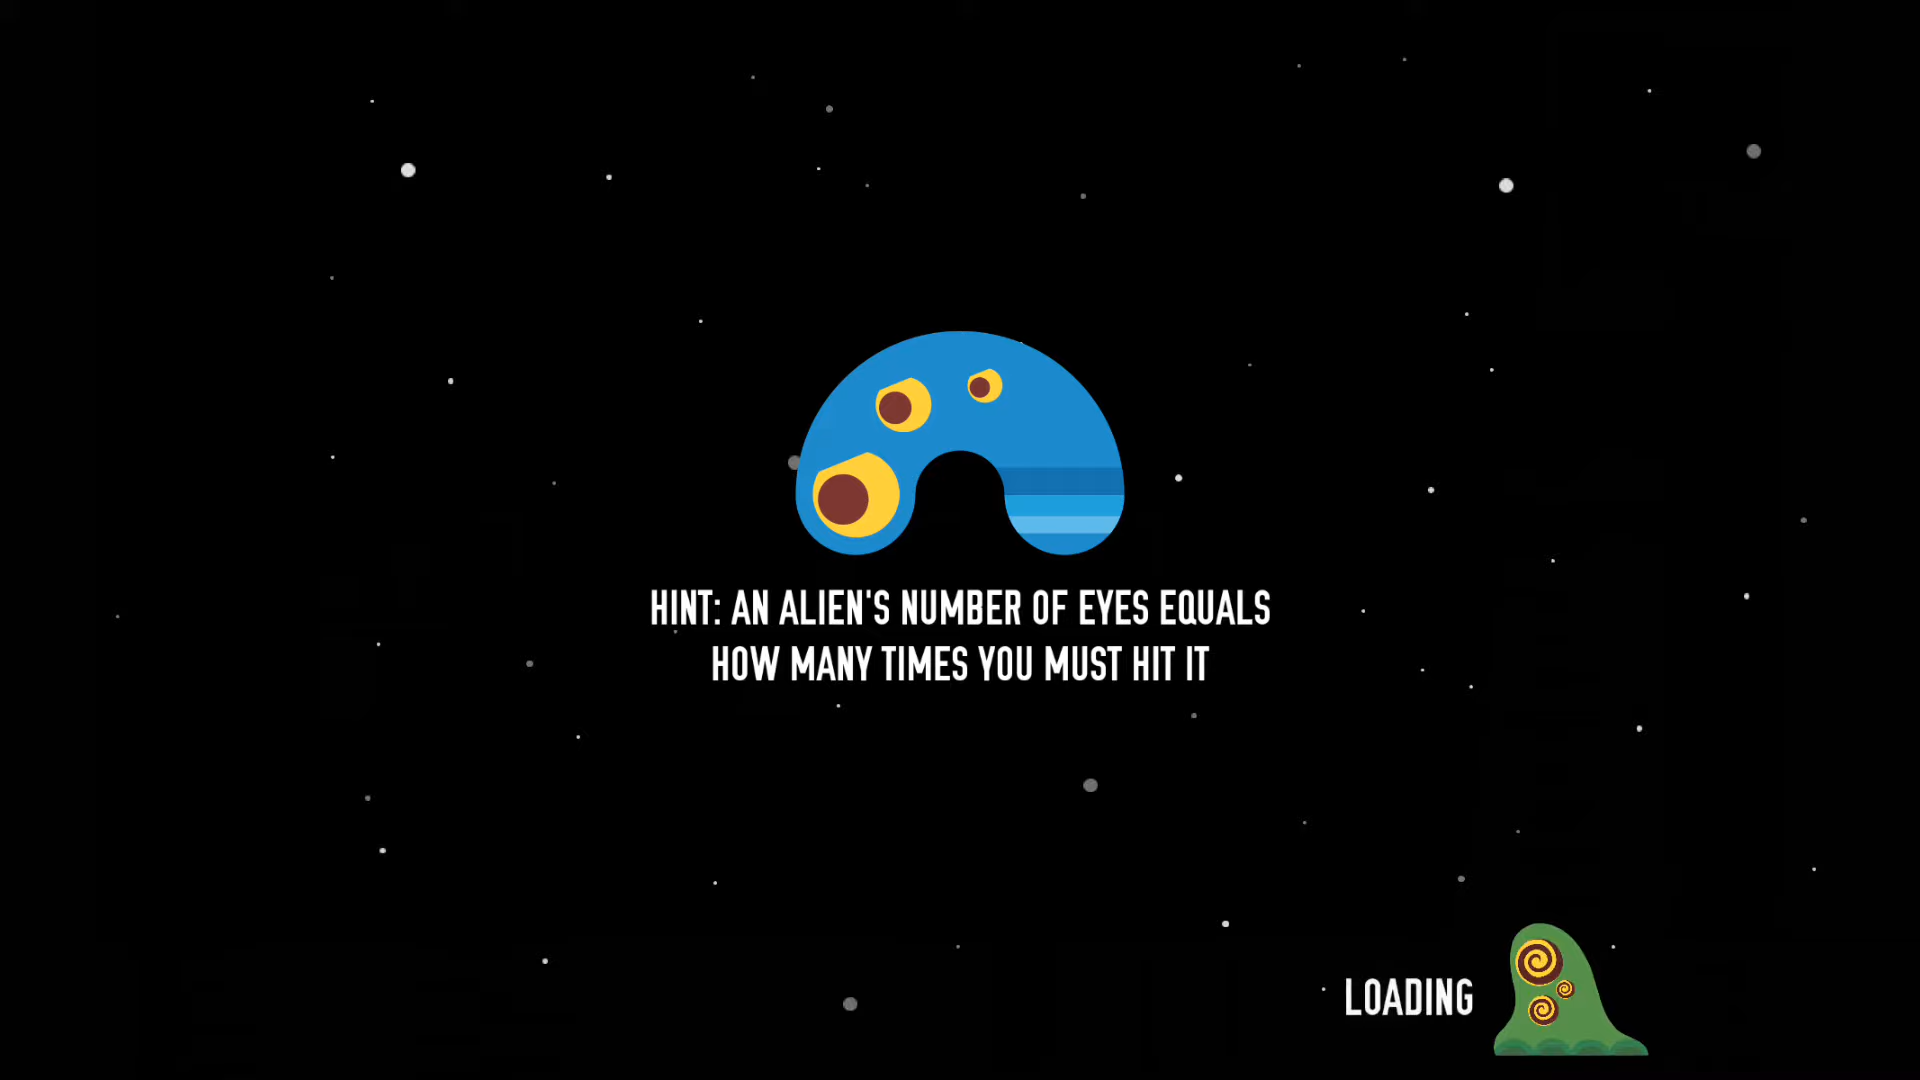 HINT: AN ALIEN'S NUMBER OF EYES EQUALS
HOW MANY TIMES YOU MUST HIT IT
LOADING